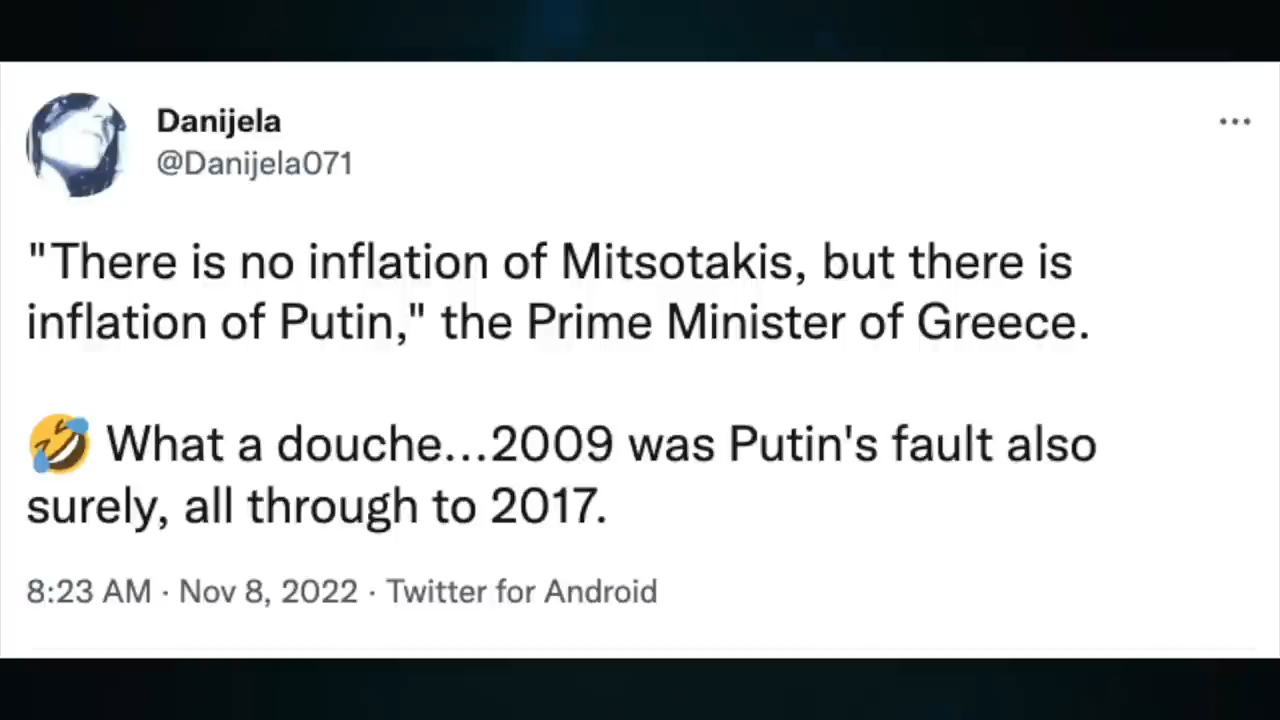 Danijela
@Danijela071
"There is no inflation of Mitsotakis, but there is
inflation of Putin," the Prime Minister of Greece.
🤣 What a douche...2009 was Putin's fault also
surely, all through to 2017.
8:23 AM · Nov 8, 2022 · Twitter for Android